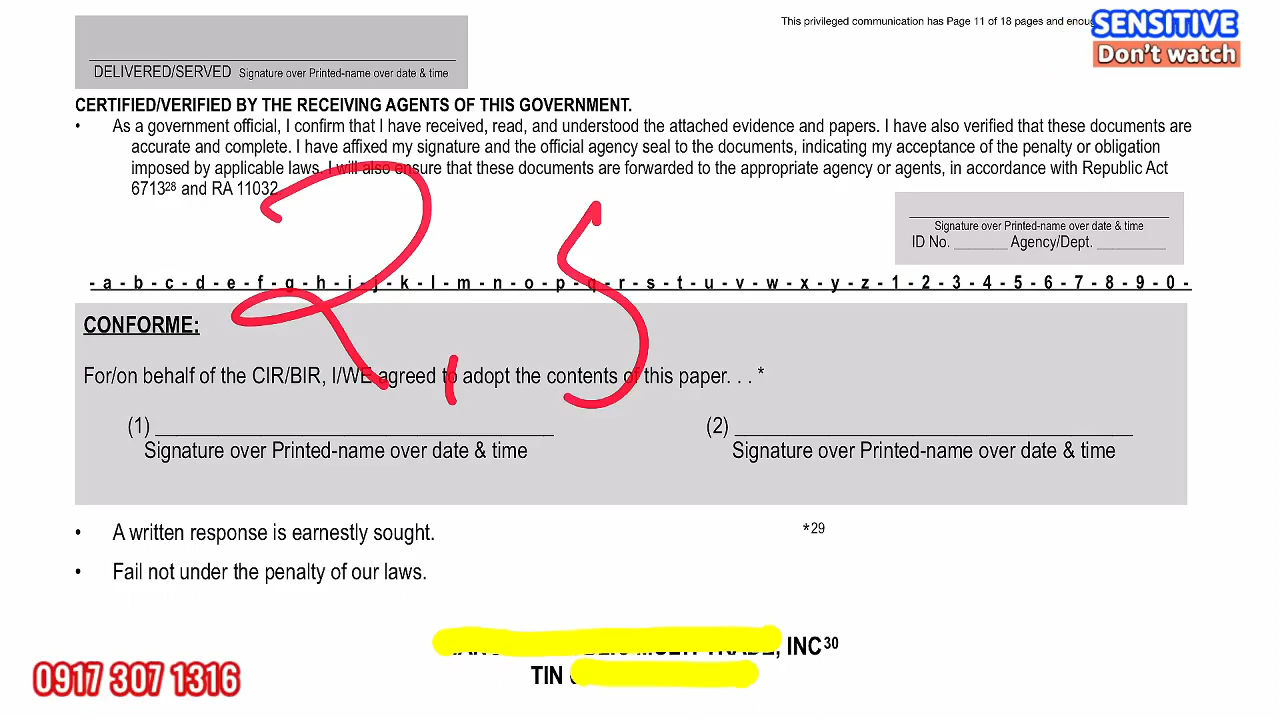 This privileged communication has Page 11 of 18 pages and
SENSITIVE
Don't watch
DELIVERED/SERVED Signature over Printed-name over date & time
CERTIFIED/VERIFIED BY THE RECEIVING AGENTS OF THIS GOVERNMENT.
• As a government official, I confirm that I have received, read, and understood the attached evidence and papers. I have also verified that these documents are
accurate and complete. I have affixed my signature and the official agency seal to the documents, indicating my acceptance of the penalty or obligation
imposed by applicable laws. I will also ensure that these documents are forwarded to the appropriate agency or agents, in accordance with Republic Act
6713²⁸ and RA 11032.
Signature over Printed-name over date & time
ID No. _______ Agency/Dept. _________
- a - b - c - d - e - f - g - h - i - j - k - l - m - n - o - p - q - r - s - t - u - v - w - x - y - z - 1 - 2 - 3 - 4 - 5 - 6 - 7 - 8 - 9 - 0 -
2,5
CONFORME:
For/on behalf of the CIR/BIR, I/WE agreed to adopt the contents of this paper. . . *
(1) ____________________ (2) ____________________
Signature over Printed-name over date & time Signature over Printed-name over date & time
• A written response is earnestly sought. *29
• Fail not under the penalty of our laws.
INC³⁰
TIN
0917 307 1316